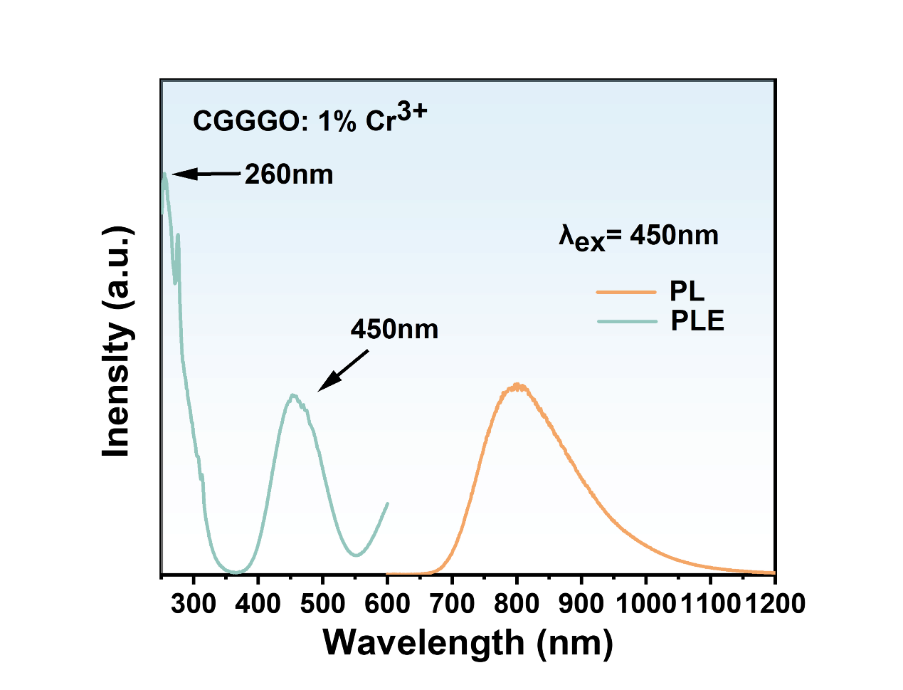 CGGGO: 1% Cr3+
260nm
λex= 450nm
PL
PLE
450nm
Inensity (a.u.)
300 400 500 600 700 800 900 1000 1100 1200
Wavelength (nm)